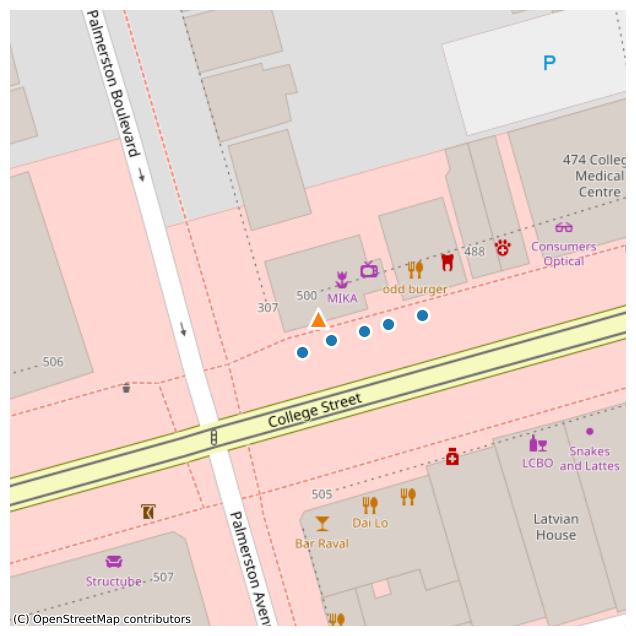 Palmerston Boulevard
P
474 Colleg
Medical
Centre
Consumers
Optical
488
odd burger
MIKA
500
307
506
College Street
LCBO
Snakes
and Lattes
505
Dai Lo
Bar Raval
Latvian
House
Structube
507
Palmerston Aven
(C) OpenStreetMap contributors